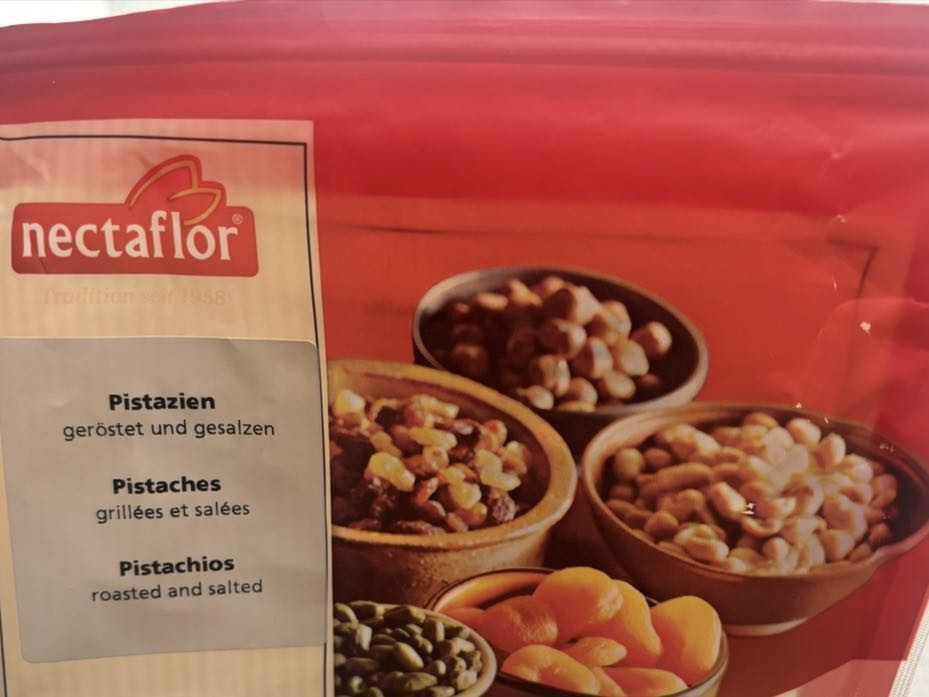 nectaflor®
Tradition seit 1958
Pistazien
geröstet und gesalzen
Pistaches
grillées et salées
Pistachios
roasted and salted